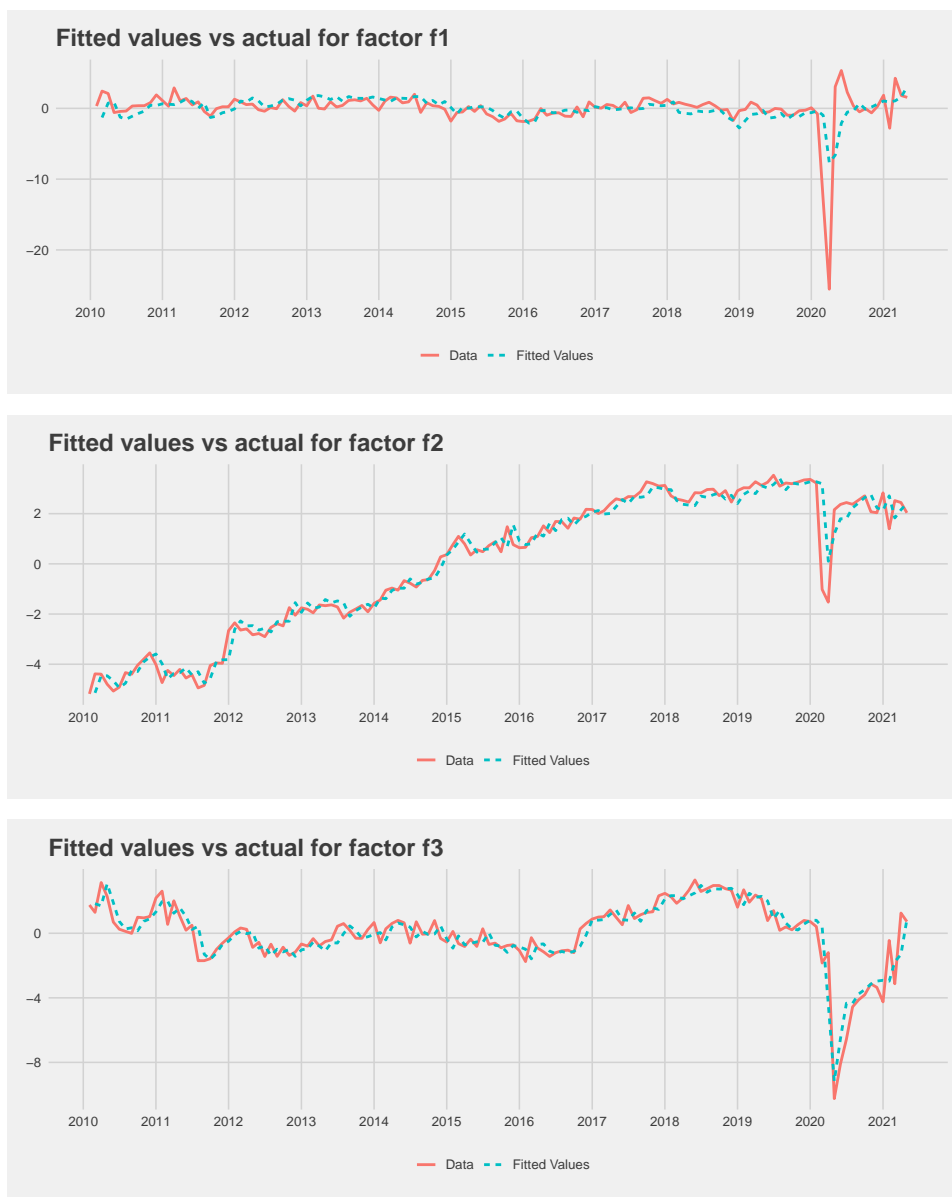 Fitted values vs actual for factor f1
0
−10
−20
2010 2011 2012 2013 2014 2015 2016 2017 2018 2019 2020 2021
Data Fitted Values
Fitted values vs actual for factor f2
2
0
−2
−4
2010 2011 2012 2013 2014 2015 2016 2017 2018 2019 2020 2021
Data Fitted Values
Fitted values vs actual for factor f3
0
−4
−8
2010 2011 2012 2013 2014 2015 2016 2017 2018 2019 2020 2021
Data Fitted Values